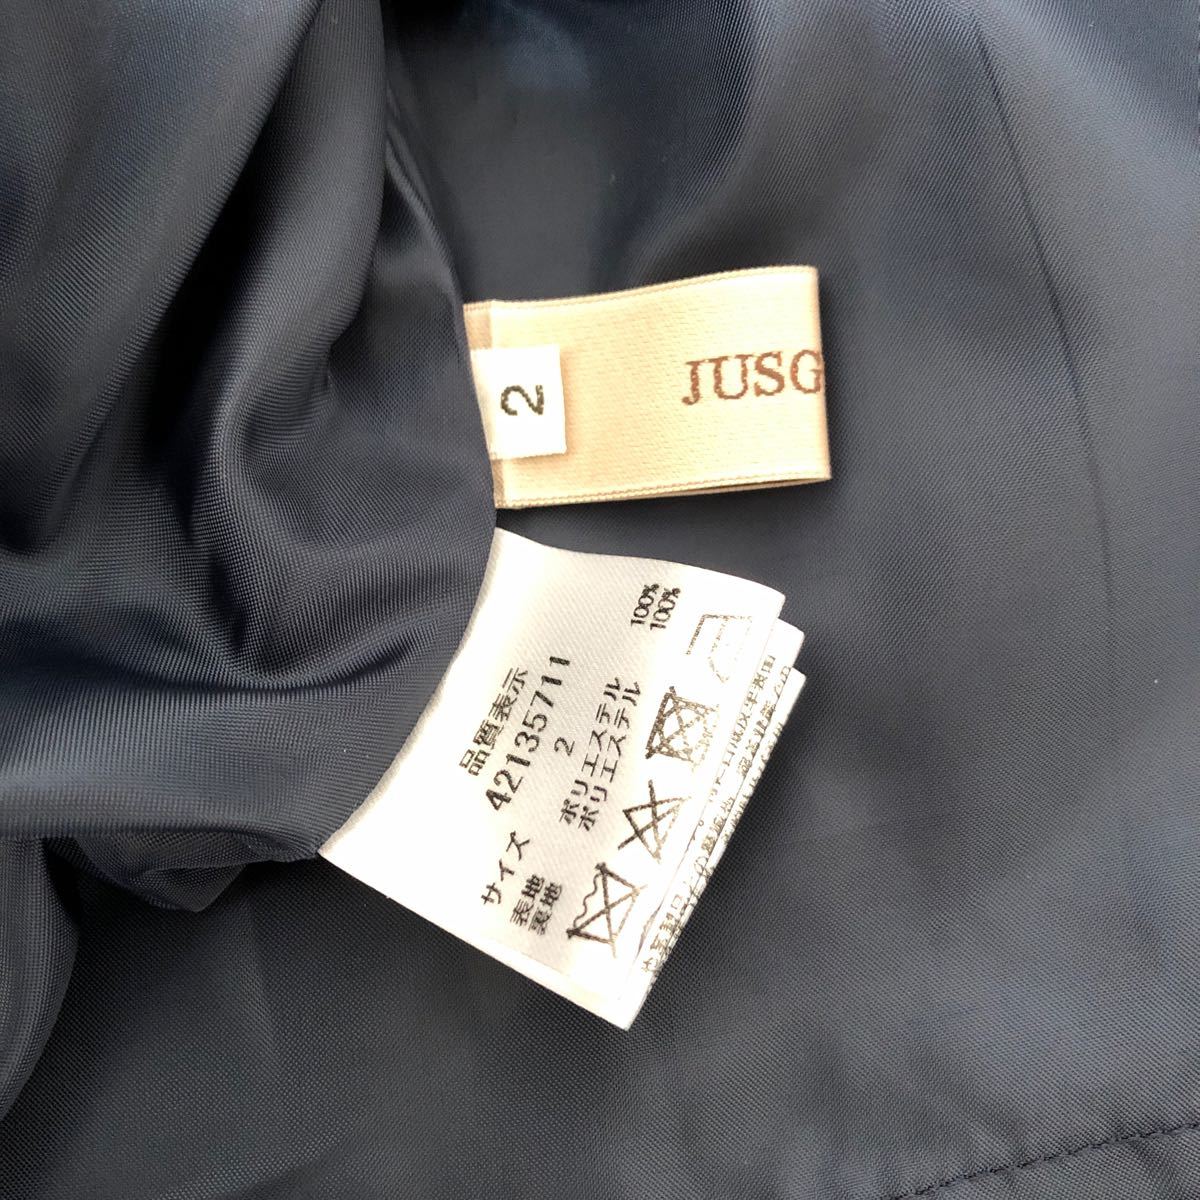 JUSG
2
品質表示
42135711
サイズ 2
表地 ポリエステル 100%
裏地 ポリエステル 100%